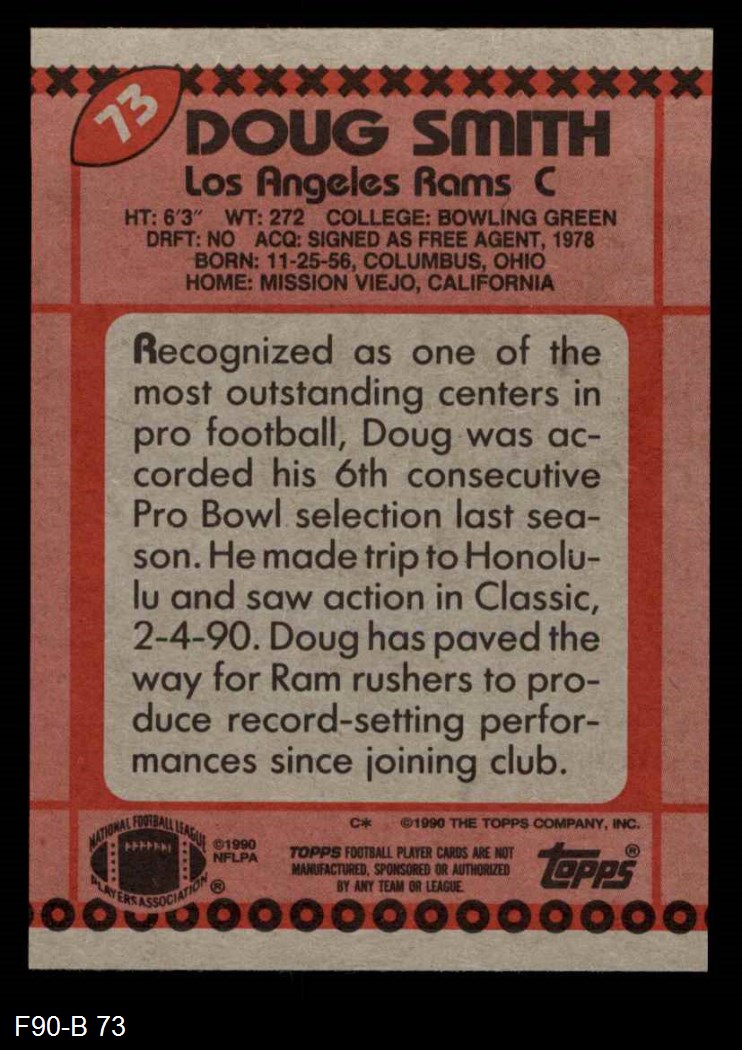 73
DOUG SMITH
Los Angeles Rams C
HT: 6'3" WT: 272 COLLEGE: BOWLING GREEN
DRFT: NO ACQ: SIGNED AS FREE AGENT, 1978
BORN: 11-25-56, COLUMBUS, OHIO
HOME: MISSION VIEJO, CALIFORNIA
Recognized as one of the
most outstanding centers in
pro football, Doug was ac-
corded his 6th consecutive
Pro Bowl selection last sea-
son. He made trip to Honolu-
lu and saw action in Classic,
2-4-90. Doug has paved the
way for Ram rushers to pro-
duce record-setting perfor-
mances since joining club.
C* ©1990 THE TOPPS COMPANY, INC.
NATIONAL FOOTBALL LEAGUE
PLAYERS ASSOCIATION ®
©1990
NFLPA
TOPPS FOOTBALL PLAYER CARDS ARE NOT
MANUFACTURED, SPONSORED OR AUTHORIZED
BY ANY TEAM OR LEAGUE.
topps®
F90-B 73